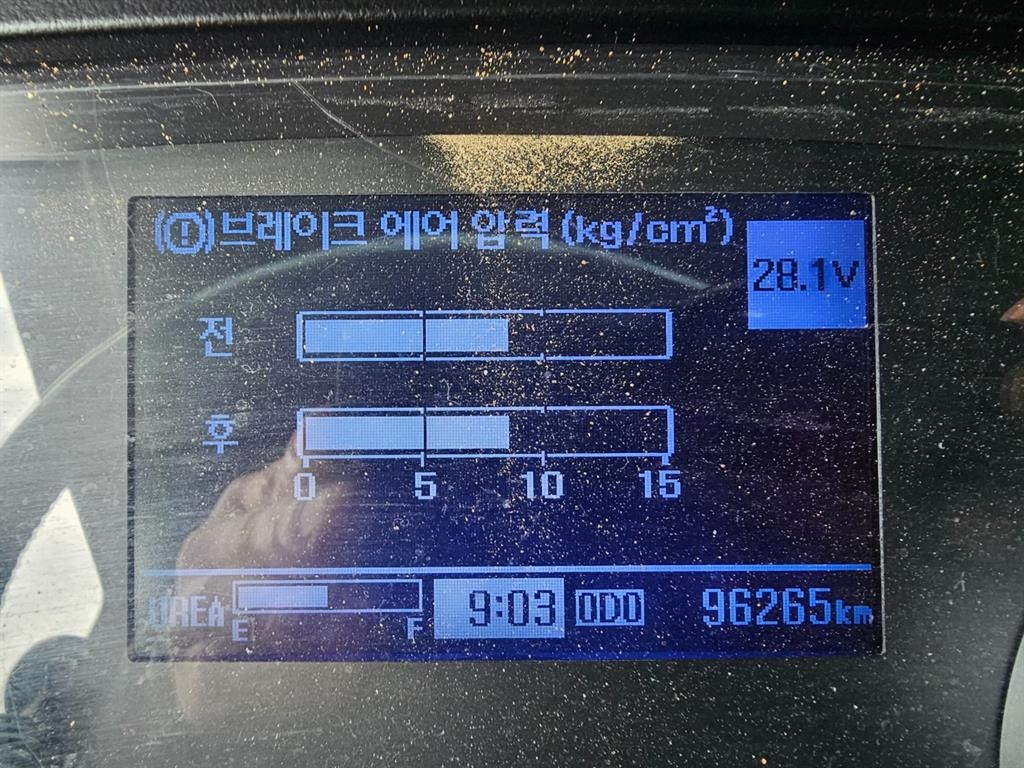 (!)브레이크 에어 압력 (kg/cm²)
28.1V
전
후
0 5 10 15
UREA E F 9:03 ODO 96265km